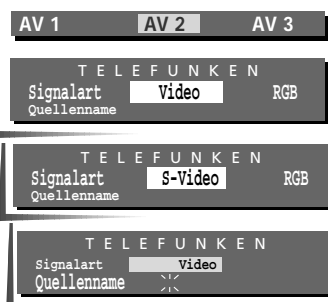 AV 1 AV 2 AV 3
TELEFUNKEN
Signalart Video RGB
Quellenname
TELEFUNKEN
Signalart S-Video RGB
Quellenname
TELEFUNKEN
Signalart Video
Quellenname